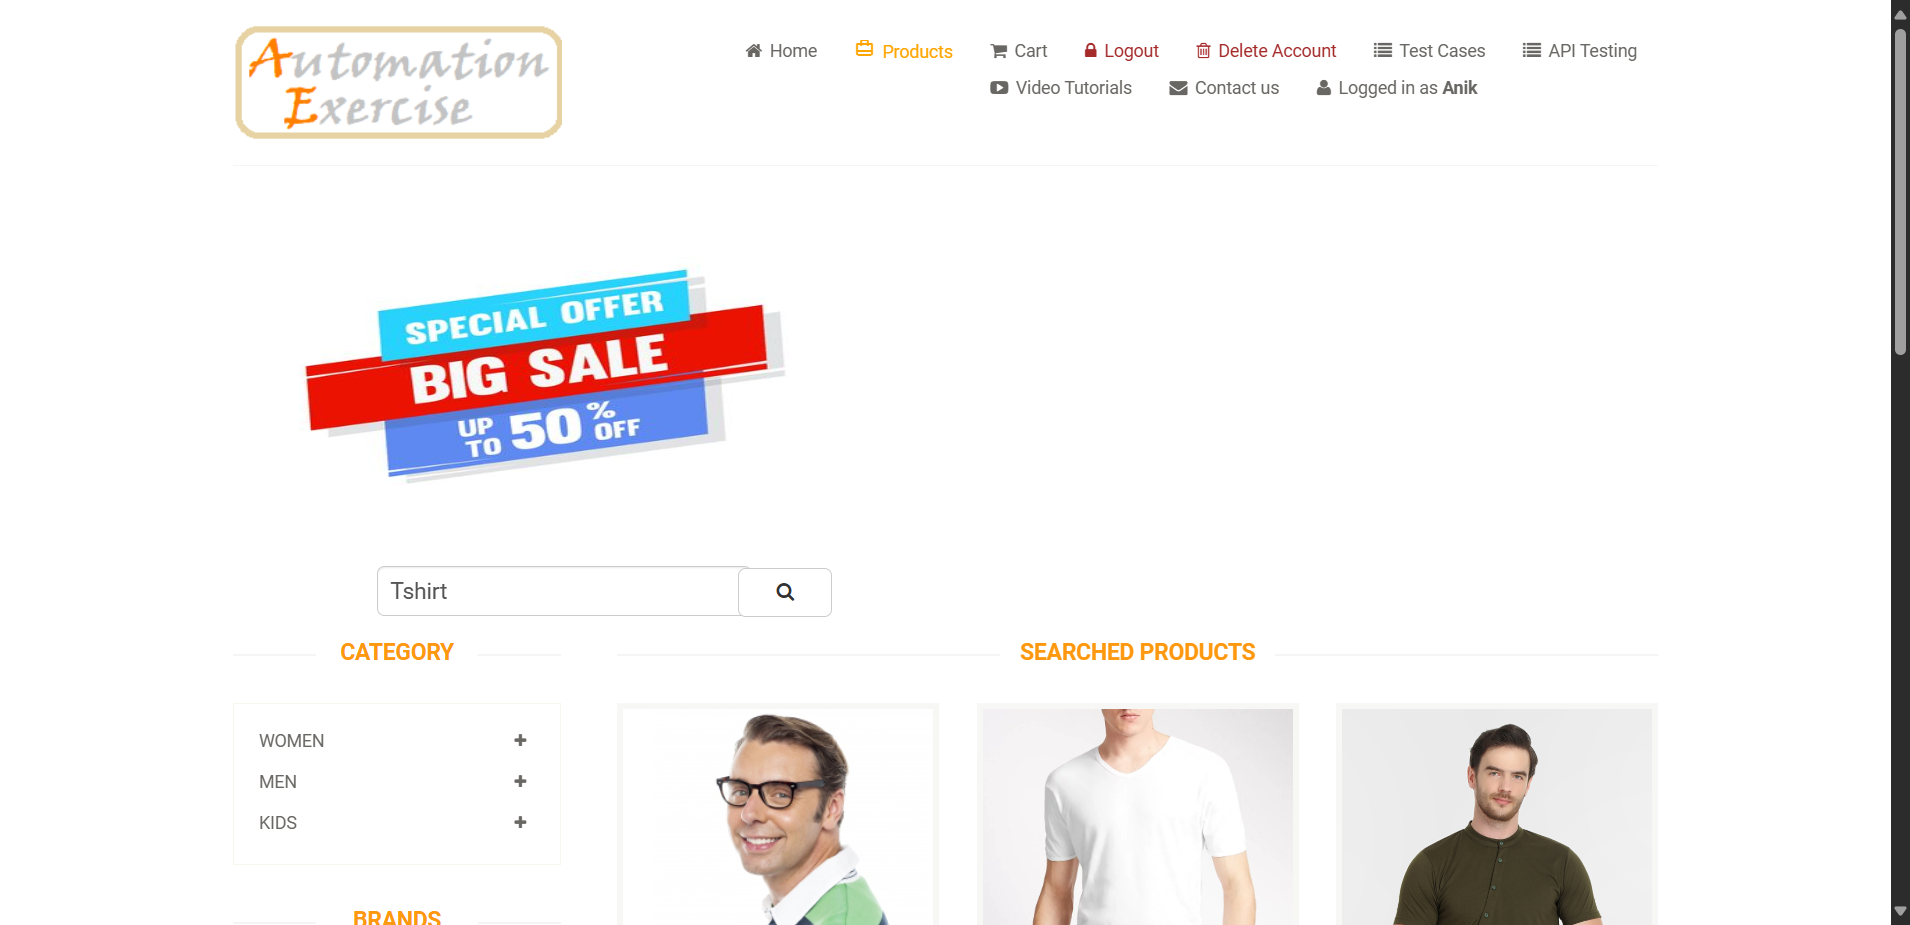 Automation
Exercise
Home Products Cart Logout Delete Account Test Cases API Testing
Video Tutorials Contact us Logged in as Anik
SPECIAL OFFER
BIG SALE
UP TO 50% OFF
Tshirt
CATEGORY
SEARCHED PRODUCTS
WOMEN
MEN
KIDS
BRANDS